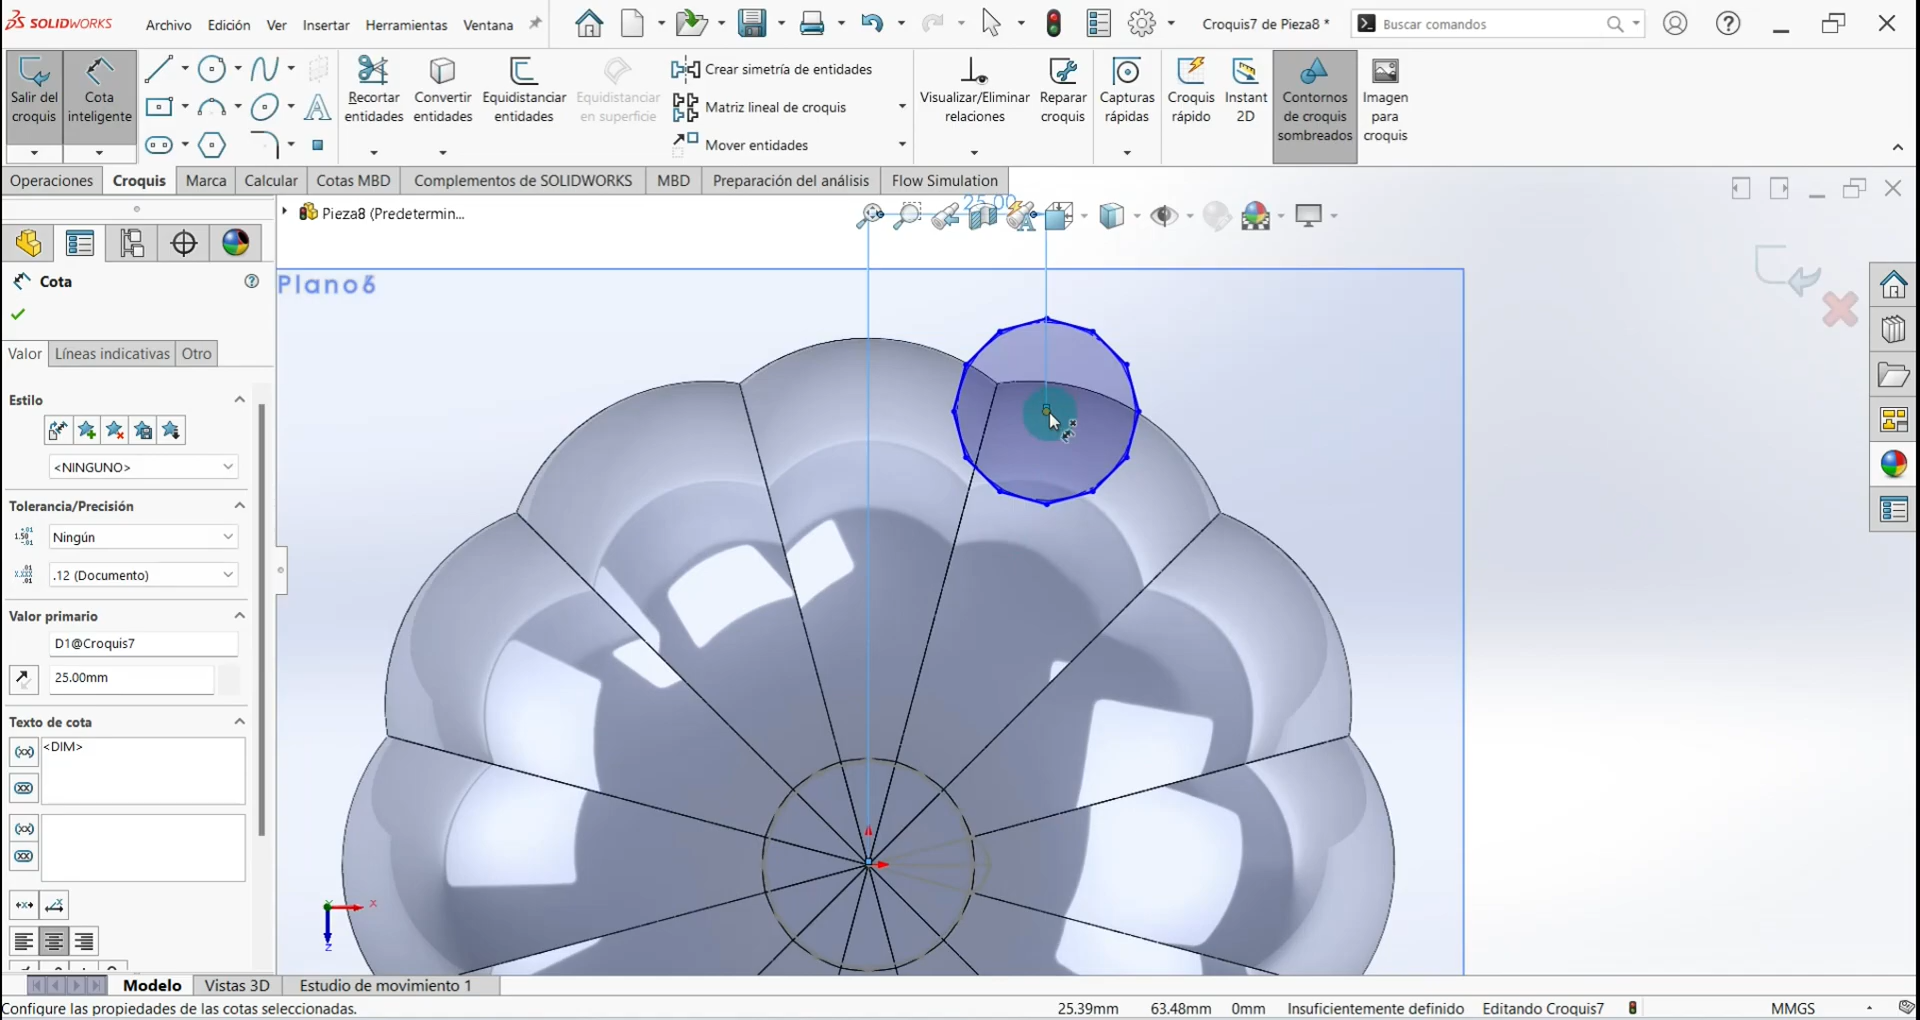 SOLIDWORKS
Archivo Edición Ver Insertar Herramientas Ventana
Croquis7 de Pieza8 *
Buscar comandos
Salir del croquis
Cota inteligente
Recortar entidades
Convertir entidades
Equidistanciar entidades
Equidistanciar en superficie
Crear simetría de entidades
Matriz lineal de croquis
Mover entidades
Visualizar/Eliminar relaciones
Reparar croquis
Capturas rápidas
Croquis rápido
Instant 2D
Contornos de croquis sombreados
Imagen para croquis
Operaciones Croquis Marca Calcular Cotas MBD Complementos de SOLIDWORKS MBD Preparación del análisis Flow Simulation
Pieza8 (Predetermin...
25.00
Plano6
Cota
Valor Líneas indicativas Otro
Estilo
<NINGUNO>
Tolerancia/Precisión
Ningún
.12 (Documento)
Valor primario
D1@Croquis7
25.00mm
Texto de cota
<DIM>
x
z
Modelo Vistas 3D Estudio de movimiento 1
Configure las propiedades de las cotas seleccionadas.
25.39mm 63.48mm 0mm Insuficientemente definido Editando Croquis7 MMGS